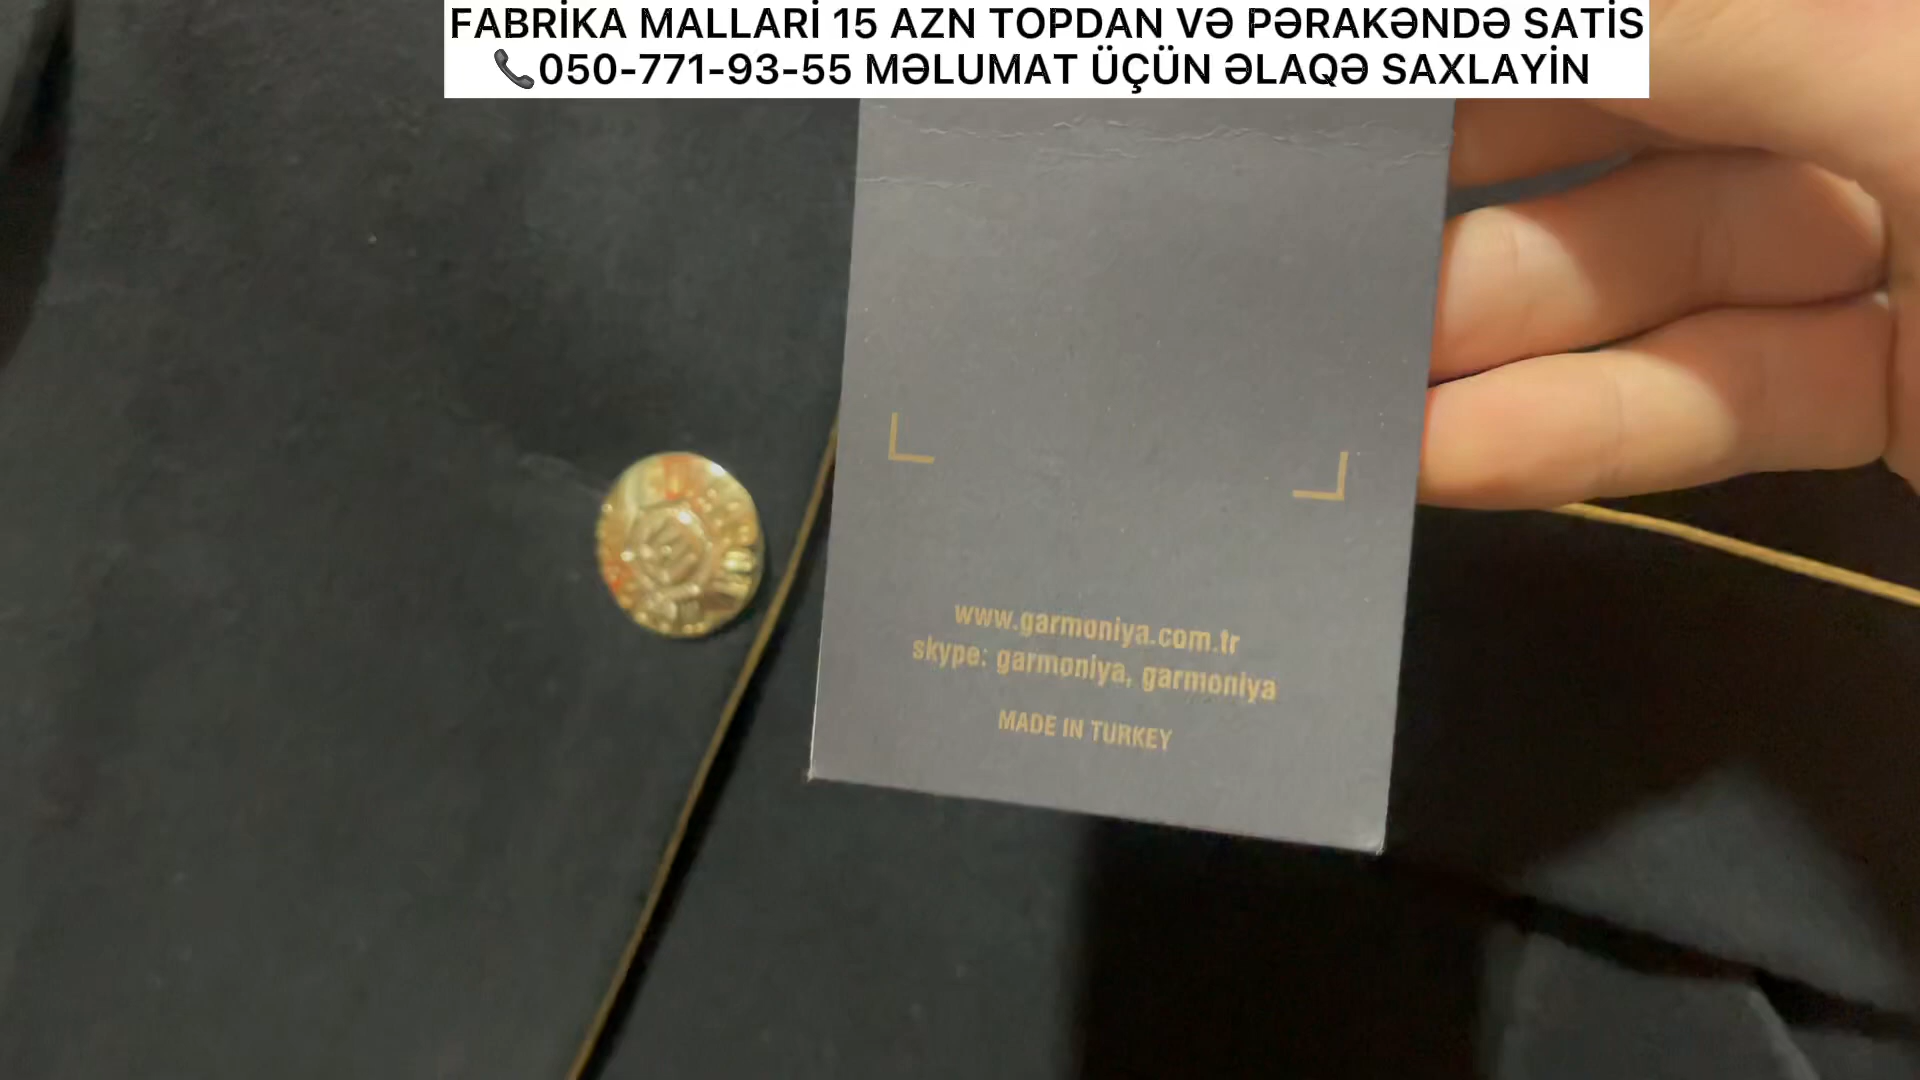 FABRİKA MALLARİ 15 AZN TOPDAN VƏ PƏRAKƏNDƏ SATİS
📞050-771-93-55 MƏLUMAT ÜÇÜN ƏLAQƏ SAXLAYİN
www.garmoniya.com.tr
skype: garmoniya, garmoniya
MADE IN TURKEY